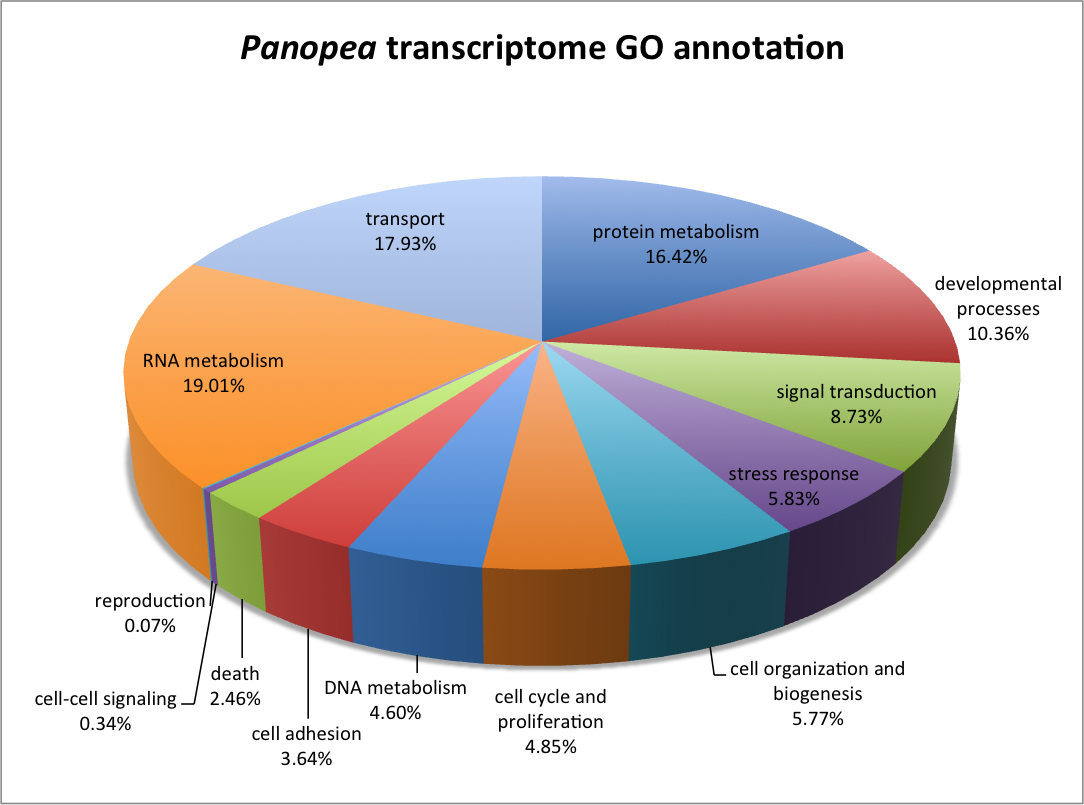 Panopea transcriptome GO annotation
transport
17.93%
protein metabolism
16.42%
developmental
processes
10.36%
RNA metabolism
19.01%
signal transduction
8.73%
stress response
5.83%
reproduction
0.07%
cell-cell signaling
0.34%
death
2.46%
cell adhesion
3.64%
DNA metabolism
4.60%
cell cycle and
proliferation
4.85%
cell organization and
biogenesis
5.77%